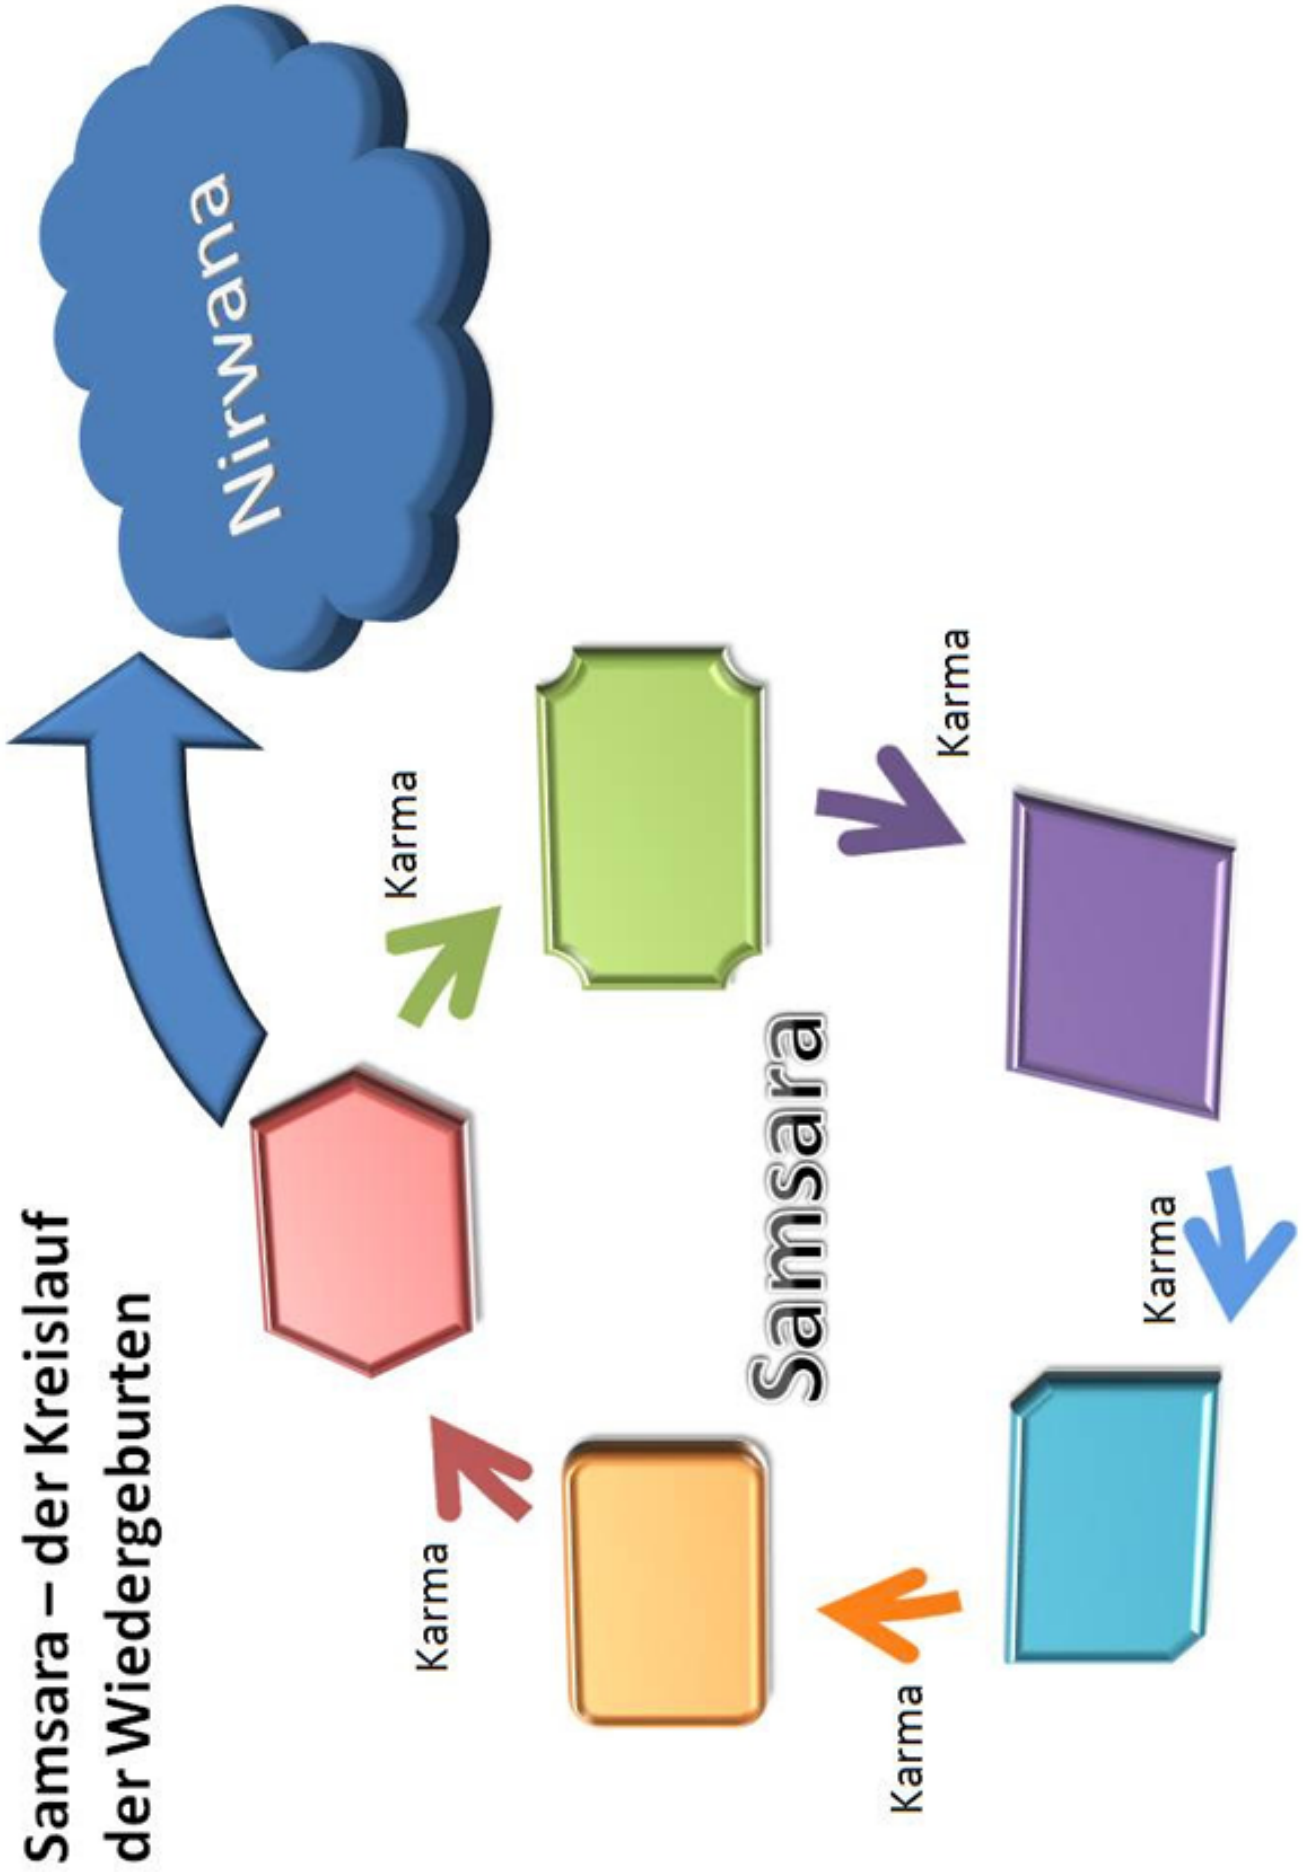 Samsara – der Kreislauf
der Wiedergeburten
Nirwana
Karma
Karma
Samsara
Karma
Karma
Karma